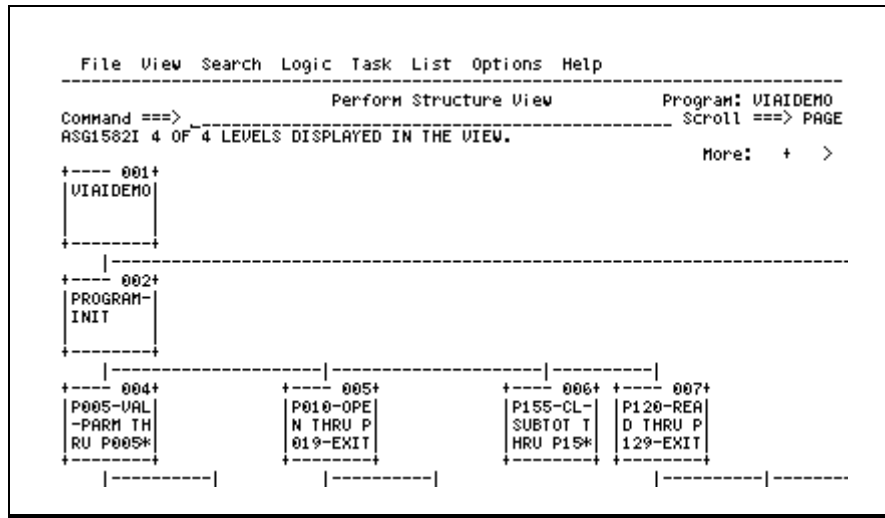 File View Search Logic Task List Options Help
--------------------------------------------------------------------------
Perform Structure View Program: VIAIDEMO
Command ===> _____________________________________________ Scroll ===> PAGE
ASG1582I 4 OF 4 LEVELS DISPLAYED IN THE VIEW.
More: + >
+---- 001+
|VIAIDEMO|
+--------+
|----------------------------------------------------------------------
+---- 002+
|PROGRAM-|
|INIT |
+--------+
|--------------------|--------------------|----------|
+---- 004+ +---- 005+ +---- 006+ +---- 007+
|P005-VAL| |P010-OPE| |P155-CL-| |P120-REA|
|-PARM TH| |N THRU P| |SUBTOT T| |D THRU P|
|RU P005*| |019-EXIT| |HRU P15*| |129-EXIT|
+--------+ +--------+ +--------+ +--------+
|----------| |----------| |----------|-------